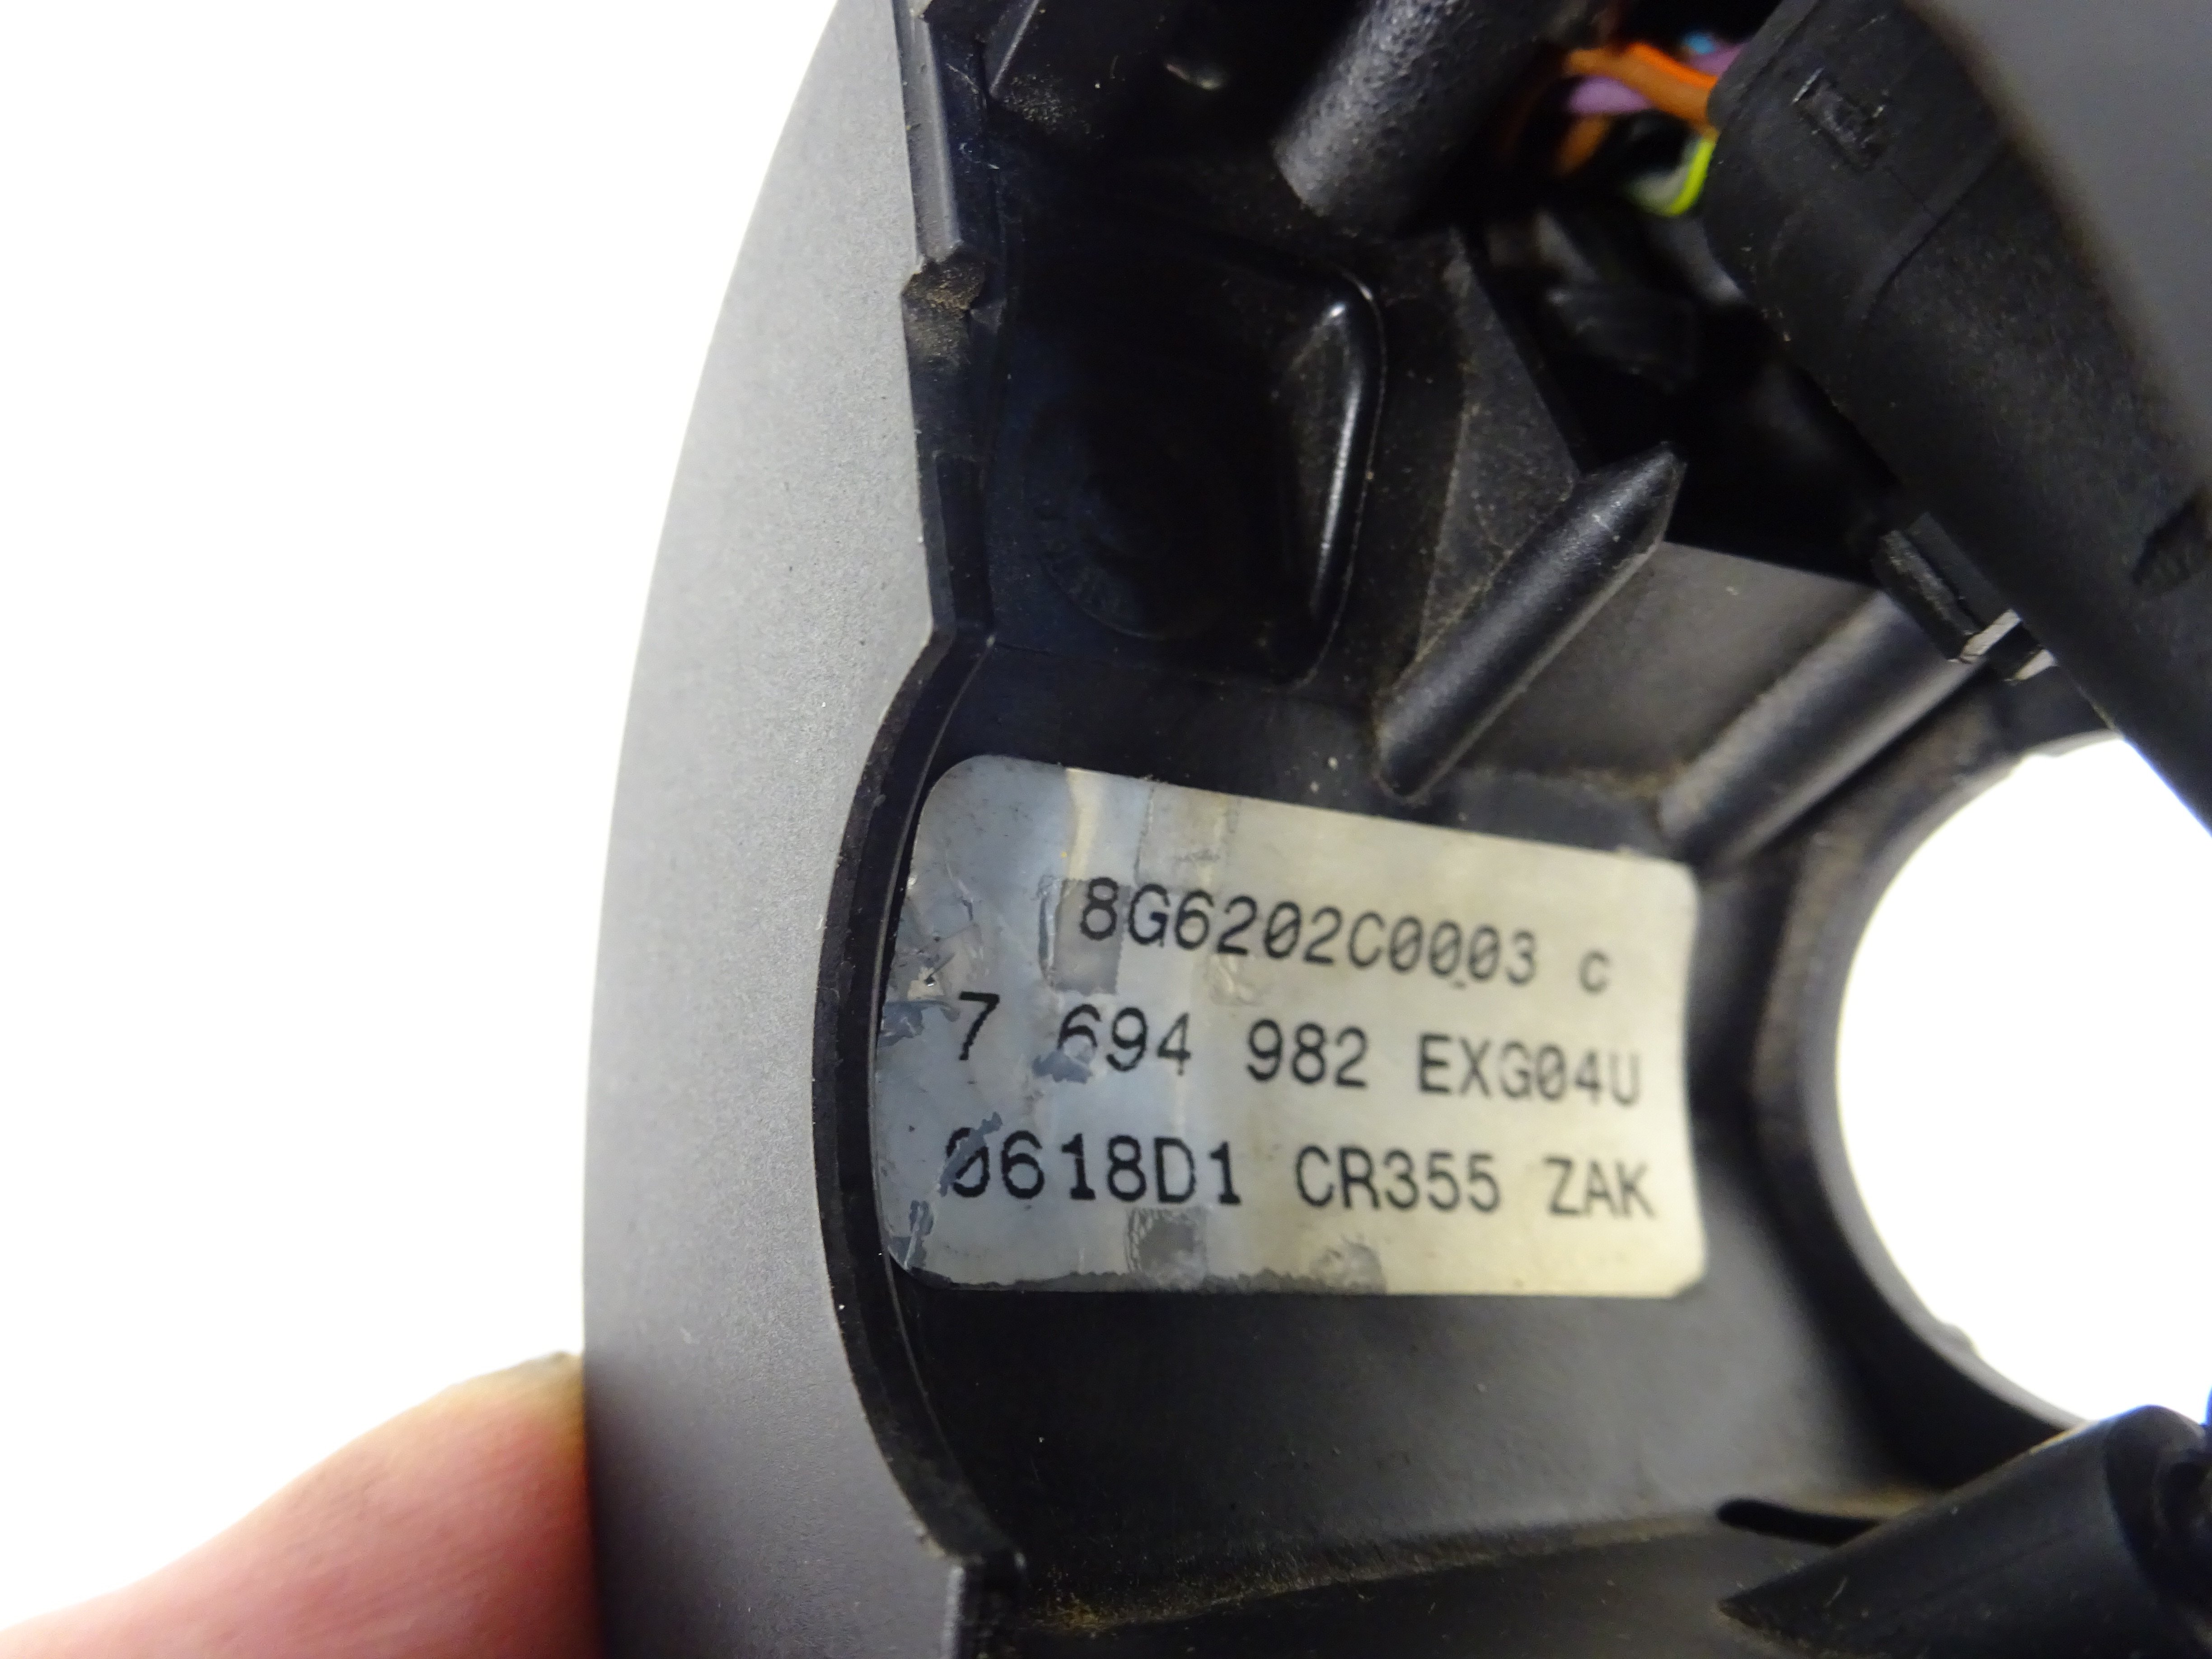 8G6202C0003 c
7 694 982 EXG04U
0618D1 CR355 ZAK